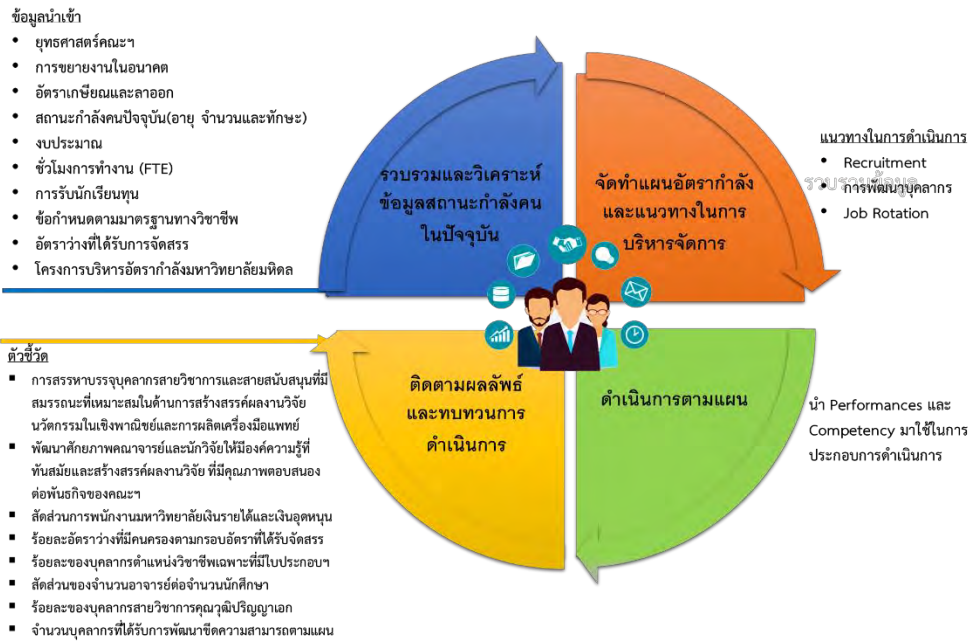 ข้อมูลนำเข้า
• ยุทธศาสตร์คณะฯ
• การขยายงานในอนาคต
• อัตราเกษียณและลาออก
• สถานะกำลังคนปัจจุบัน(อายุ จำนวนและทักษะ)
• งบประมาณ
• ชั่วโมงการทำงาน (FTE)
• การรับนักเรียนทุน
• ข้อกำหนดตามมาตรฐานทางวิชาชีพ
• อัตราว่างที่ได้รับการจัดสรร
• โครงการบริหารอัตรากำลังมหาวิทยาลัยมหิดล
รวบรวมและวิเคราะห์
ข้อมูลสถานะกำลังคน
ในปัจจุบัน
จัดทำแผนอัตรากำลัง
และแนวทางในการ
บริหารจัดการ
แนวทางในการดำเนินการ
• Recruitment
รวบรวมข้อมูล
• การพัฒนาบุคลากร
• Job Rotation
ตัวชี้วัด
▪ การสรรหาบรรจุบุคลากรสายวิชาการและสายสนับสนุนที่มี
สมรรถนะที่เหมาะสมในด้านการสร้างสรรค์ผลงานวิจัย
นวัตกรรมในเชิงพาณิชย์และการผลิตเครื่องมือแพทย์
▪ พัฒนาศักยภาพคณาจารย์และนักวิจัยให้มีองค์ความรู้ที่
ทันสมัยและสร้างสรรค์ผลงานวิจัย ที่มีคุณภาพตอบสนอง
ต่อพันธกิจของคณะฯ
▪ สัดส่วนการพนักงานมหาวิทยาลัยเงินรายได้และเงินอุดหนุน
▪ ร้อยละอัตราว่างที่มีคนครองตามกรอบอัตราที่ได้รับจัดสรร
▪ ร้อยละของบุคลากรตำแหน่งวิชาชีพเฉพาะที่มีใบประกอบฯ
▪ สัดส่วนของจำนวนอาจารย์ต่อจำนวนนักศึกษา
▪ ร้อยละของบุคลากรสายวิชาการคุณวุฒิปริญญาเอก
▪ จำนวนบุคลากรที่ได้รับการพัฒนาขีดความสามารถตามแผน
ติดตามผลลัพธ์
และทบทวนการ
ดำเนินการ
ดำเนินการตามแผน
นำ Performances และ
Competency มาใช้ในการ
ประกอบการดำเนินการ